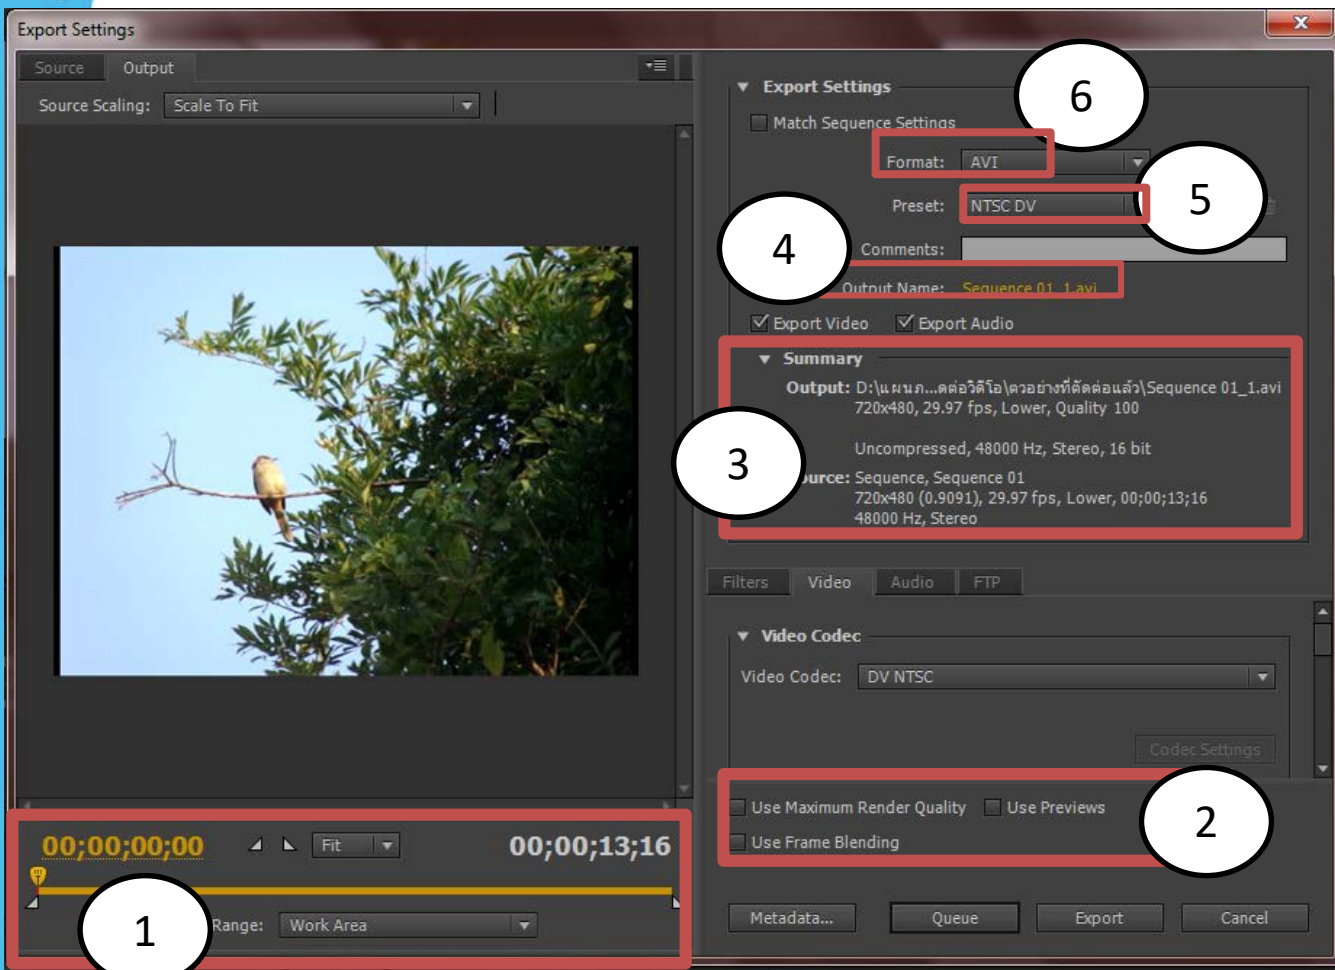 Export Settings
Source Output
Source Scaling: Scale To Fit
00;00;00;00 Fit 00;00;13;16
1
Range: Work Area
Export Settings
6
Match Sequence Settings
Format: AVI
5
Preset: NTSC DV
4
Comments:
Output Name: Sequence 01_1.avi
Export Video Export Audio
Summary
Output: D:\แผนภ...ดต่อวิดีโอ\ตวอย่างที่ตัดต่อแล้ว\Sequence 01_1.avi
720x480, 29.97 fps, Lower, Quality 100
Uncompressed, 48000 Hz, Stereo, 16 bit
3
Source: Sequence, Sequence 01
720x480 (0.9091), 29.97 fps, Lower, 00;00;13;16
48000 Hz, Stereo
Filters Video Audio FTP
Video Codec
Video Codec: DV NTSC
Codec Settings
Use Maximum Render Quality Use Previews
2
Use Frame Blending
Metadata... Queue Export Cancel